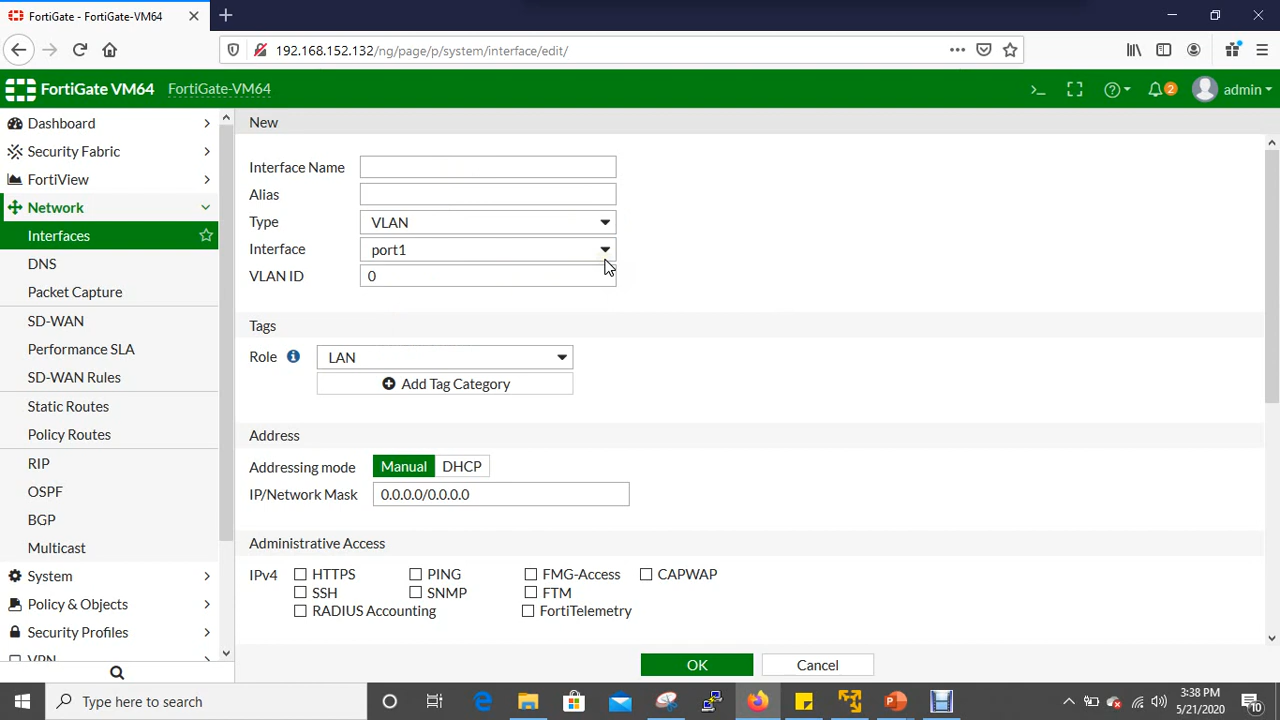 FortiGate - FortiGate-VM64
192.168.152.132/ng/page/p/system/interface/edit/
FortiGate VM64
FortiGate-VM64
2
admin
Dashboard
Security Fabric
FortiView
Network
Interfaces
DNS
Packet Capture
SD-WAN
Performance SLA
SD-WAN Rules
Static Routes
Policy Routes
RIP
OSPF
BGP
Multicast
System
Policy & Objects
Security Profiles
VPN
New
Interface Name
Alias
Type VLAN
Interface port1
VLAN ID 0
Tags
Role LAN
Add Tag Category
Address
Addressing mode Manual DHCP
IP/Network Mask 0.0.0.0/0.0.0.0
Administrative Access
IPv4 HTTPS PING FMG-Access CAPWAP
SSH SNMP FTM
RADIUS Accounting FortiTelemetry
OK Cancel
Type here to search
3:38 PM
5/21/2020
10